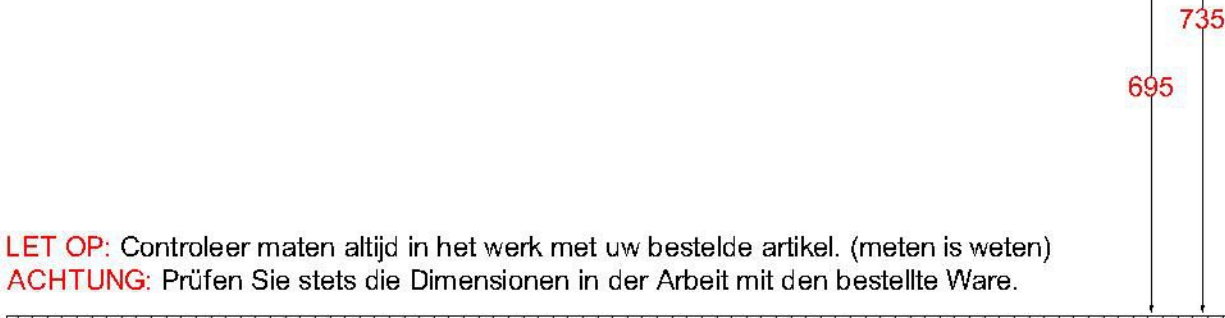 735
695
LET OP: Controleer maten altijd in het werk met uw bestelde artikel. (meten is weten)
ACHTUNG: Prüfen Sie stets die Dimensionen in der Arbeit mit den bestellte Ware.